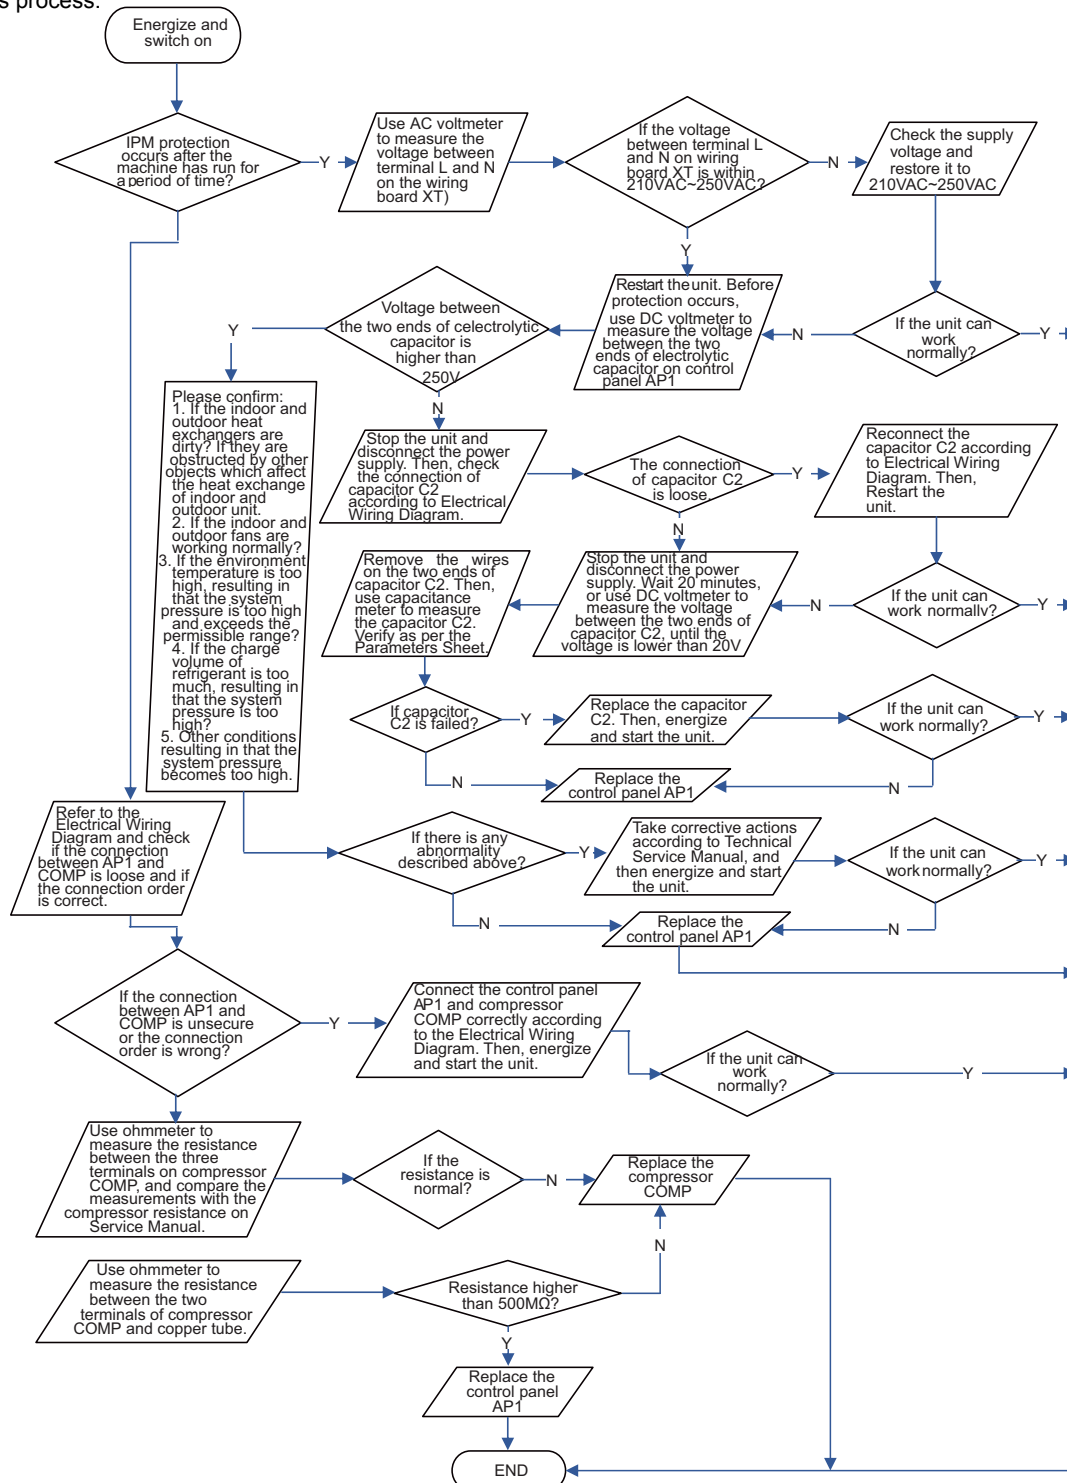 s process.
Energize and
switch on
IPM protection
occurs after the
machine has run for
a period of time?
Y
Use AC voltmeter
to measure the
voltage between
terminal L and N
on the wiring
board XT)
If the voltage
between terminal L
and N on wiring
board XT is within
210VAC~250VAC?
N
Check the supply
voltage and
restore it to
210VAC~250VAC
Y
If the unit can
work
normally?
Y
N
Restart the unit. Before
protection occurs,
use DC voltmeter to
measure the voltage
between the two
ends of electrolytic
capacitor on control
panel AP1
Voltage between
the two ends of celectrolytic
capacitor is
higher than
250V
Y
N
Please confirm:
1. If the indoor and
outdoor heat
exchangers are
dirty? If they are
obstructed by other
objects which affect
the heat exchange
of indoor and
outdoor unit.
2. If the indoor and
outdoor fans are
working normally?
3. If the environment
temperature is too
high, resulting in
that the system
pressure is too high
and exceeds the
permissible range?
4. If the charge
volume of
refrigerant is too
much, resulting in
that the system
pressure is too
high?
5. Other conditions
resulting in that the
system pressure
becomes too high.
Stop the unit and
disconnect the power
supply. Then, check
the connection of
capacitor C2
according to Electrical
Wiring Diagram.
The connection
of capacitor C2
is loose.
Y
Reconnect the
capacitor C2 according
to Electrical Wiring
Diagram. Then,
Restart the
unit.
N
If the unit can
work normally?
Y
N
Stop the unit and
disconnect the power
supply. Wait 20 minutes,
or use DC voltmeter to
measure the voltage
between the two ends of
capacitor C2, until the
voltage is lower than 20V
Remove the wires
on the two ends of
capacitor C2. Then,
use capacitance
meter to measure
the capacitor C2.
Verify as per the
Parameters Sheet.
If capacitor
C2 is failed?
Y
Replace the capacitor
C2. Then, energize
and start the unit.
If the unit can
work normally?
Y
N
Replace the
control panel AP1
N
Refer to the
Electrical Wiring
Diagram and check
if the connection
between AP1 and
COMP is loose and if
the connection order
is correct.
If there is any
abnormality
described above?
Y
Take corrective actions
according to Technical
Service Manual, and
then energize and start
the unit.
If the unit can
work normally?
Y
N
Replace the
control panel AP1
N
If the connection
between AP1 and
COMP is unsecure
or the connection
order is wrong?
Y
Connect the control panel
AP1 and compressor
COMP correctly according
to the Electrical Wiring
Diagram. Then, energize
and start the unit.
If the unit can
work
normally?
Y
Use ohmmeter to
measure the resistance
between the three
terminals on compressor
COMP, and compare the
measurements with the
compressor resistance on
Service Manual.
If the
resistance is
normal?
N
Replace the
compressor
COMP
N
Use ohmmeter to
measure the resistance
between the two
terminals of compressor
COMP and copper tube.
Resistance higher
than 500MΩ?
Y
Replace the
control panel
AP1
END